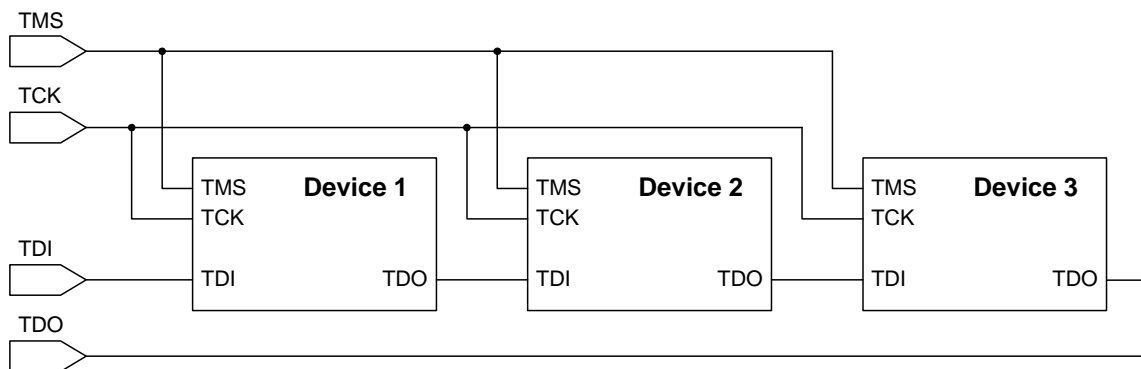 TMS
TCK
TMS Device 1
TCK
TDI TDO
TMS Device 2
TCK
TDI TDO
TMS Device 3
TCK
TDI TDO
TDI
TDO